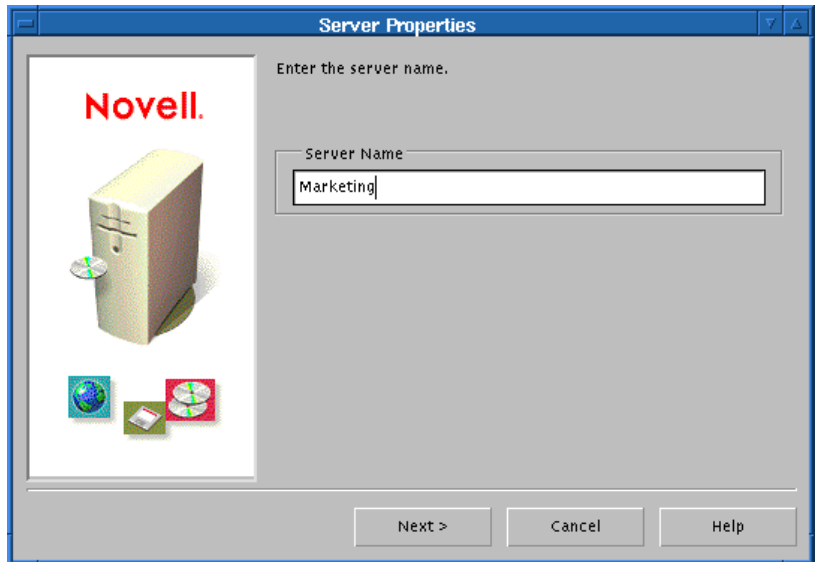 Server Properties
Novell.
Enter the server name.
Server Name
Marketing
Next >
Cancel
Help